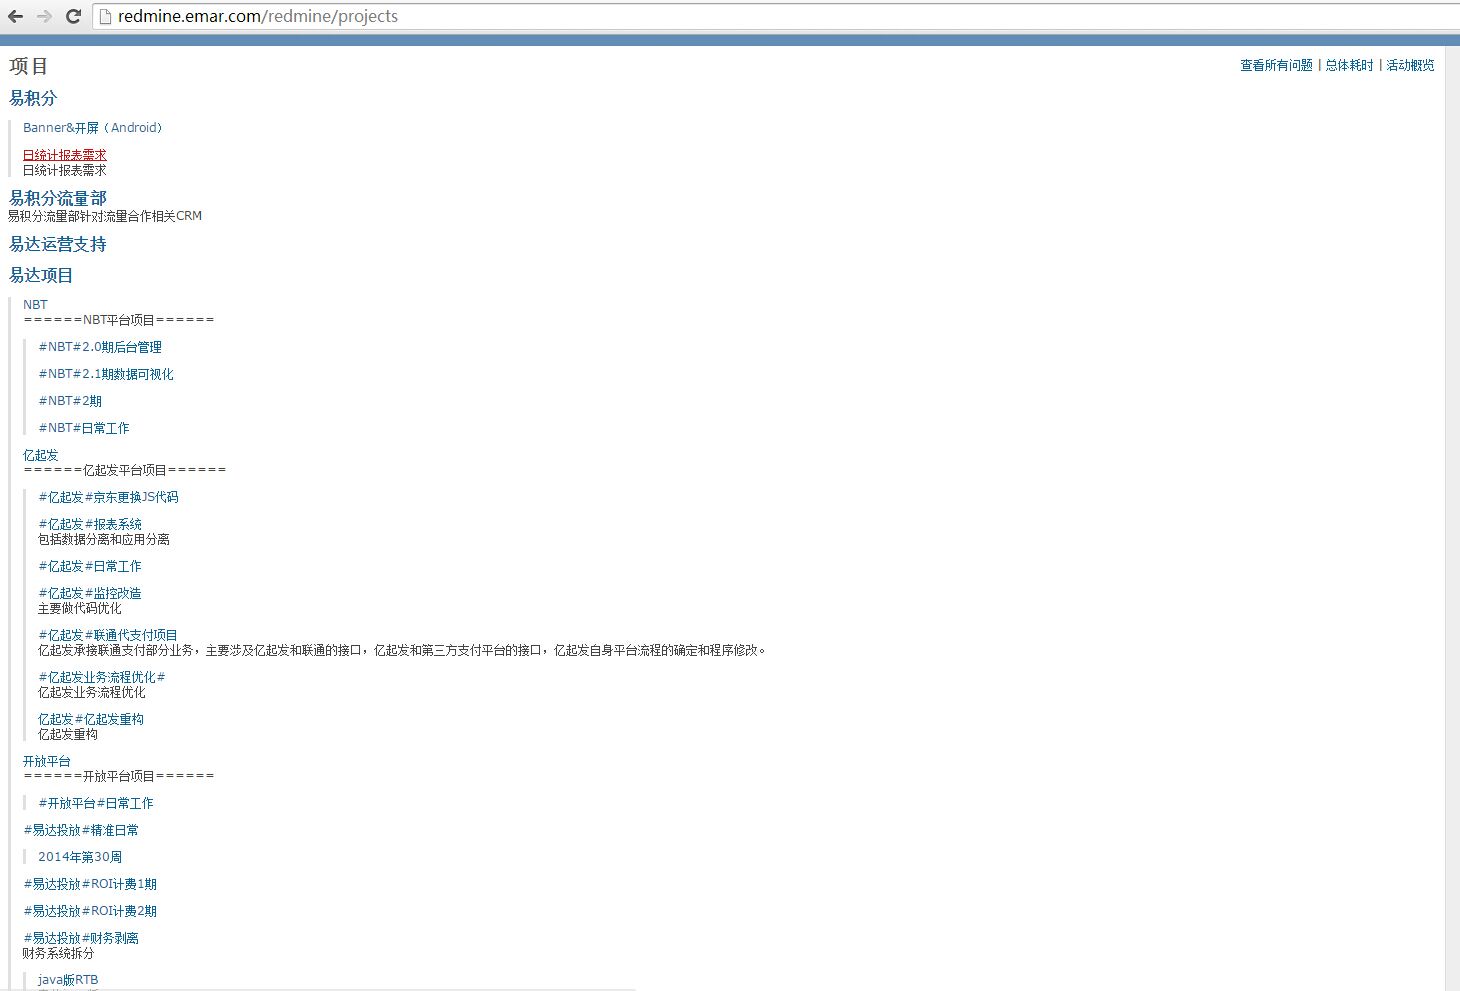 redmine.emar.com/redmine/projects
项目
查看所有问题 | 总体耗时 | 活动概览
易积分
Banner&开屏（Android）
日统计报表需求
日统计报表需求
易积分流量部
易积分流量部针对流量合作相关CRM
易达运营支持
易达项目
NBT
======NBT平台项目======
#NBT#2.0期后台管理
#NBT#2.1期数据可视化
#NBT#2期
#NBT#日常工作
亿起发
======亿起发平台项目======
#亿起发#京东更换JS代码
#亿起发#报表系统
包括数据分离和应用分离
#亿起发#日常工作
#亿起发#监控改造
主要做代码优化
#亿起发#联通代支付项目
亿起发承接联通支付部分业务，主要涉及亿起发和联通的接口，亿起发和第三方支付平台的接口，亿起发自身平台流程的确定和程序修改。
#亿起发业务流程优化#
亿起发业务流程优化
亿起发#亿起发重构
亿起发重构
开放平台
======开放平台项目======
#开放平台#日常工作
#易达投放#精准日常
2014年第30周
#易达投放#ROI计费1期
#易达投放#ROI计费2期
#易达投放#财务剥离
财务系统拆分
java版RTB